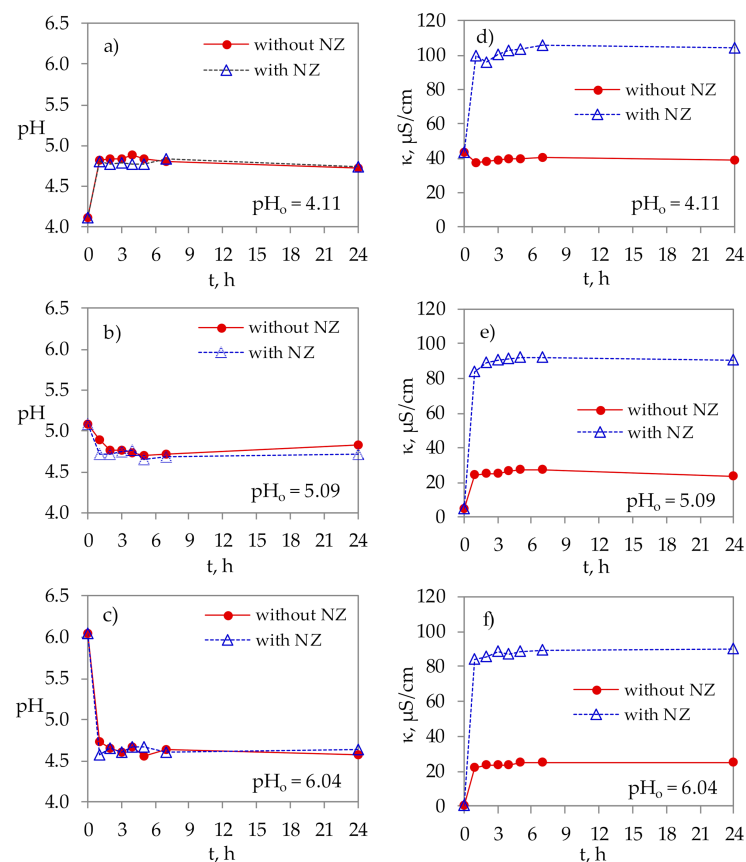 a)
without NZ
with NZ
6.5
6.0
5.5
5.0
4.5
4.0
pH
pHo = 4.11
0 3 6 9 12 15 18 21 24
t, h
d)
without NZ
with NZ
120
100
80
60
40
20
0
κ, μS/cm
pHo = 4.11
0 3 6 9 12 15 18 21 24
t, h
b)
without NZ
with NZ
6.5
6.0
5.5
5.0
4.5
4.0
pH
pHo = 5.09
0 3 6 9 12 15 18 21 24
t, h
e)
without NZ
with NZ
120
100
80
60
40
20
0
κ, μS/cm
pHo = 5.09
0 3 6 9 12 15 18 21 24
t, h
c)
without NZ
with NZ
6.5
6.0
5.5
5.0
4.5
4.0
pH
pHo = 6.04
0 3 6 9 12 15 18 21 24
t, h
f)
without NZ
with NZ
120
100
80
60
40
20
0
κ, μS/cm
pHo = 6.04
0 3 6 9 12 15 18 21 24
t, h